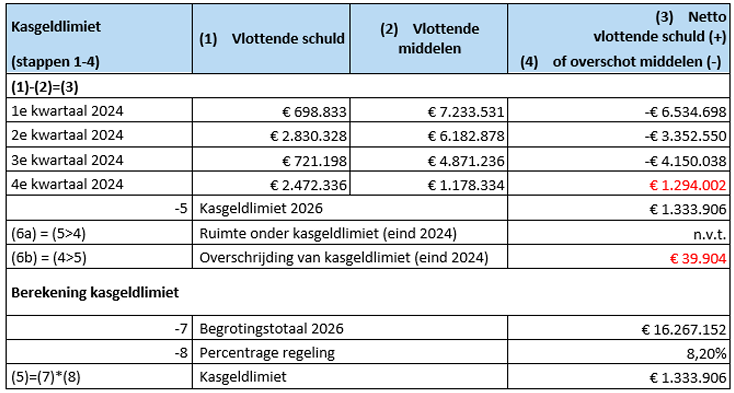 Kasgeldlimiet
(stappen 1-4)
(1) Vlottende schuld
(2) Vlottende middelen
(3) Netto vlottende schuld (+)
(4) of overschot middelen (-)
(1)-(2)=(3)
1e kwartaal 2024 € 698.833 € 7.233.531 -€ 6.534.698
2e kwartaal 2024 € 2.830.328 € 6.182.878 -€ 3.352.550
3e kwartaal 2024 € 721.198 € 4.871.236 -€ 4.150.038
4e kwartaal 2024 € 2.472.336 € 1.178.334 € 1.294.002
-5 Kasgeldlimiet 2026 € 1.333.906
(6a) = (5>4) Ruimte onder kasgeldlimiet (eind 2024) n.v.t.
(6b) = (4>5) Overschrijding van kasgeldlimiet (eind 2024) € 39.904
Berekening kasgeldlimiet
-7 Begrotingstotaal 2026 € 16.267.152
-8 Percentage regeling 8,20%
(5)=(7)*(8) Kasgeldlimiet € 1.333.906